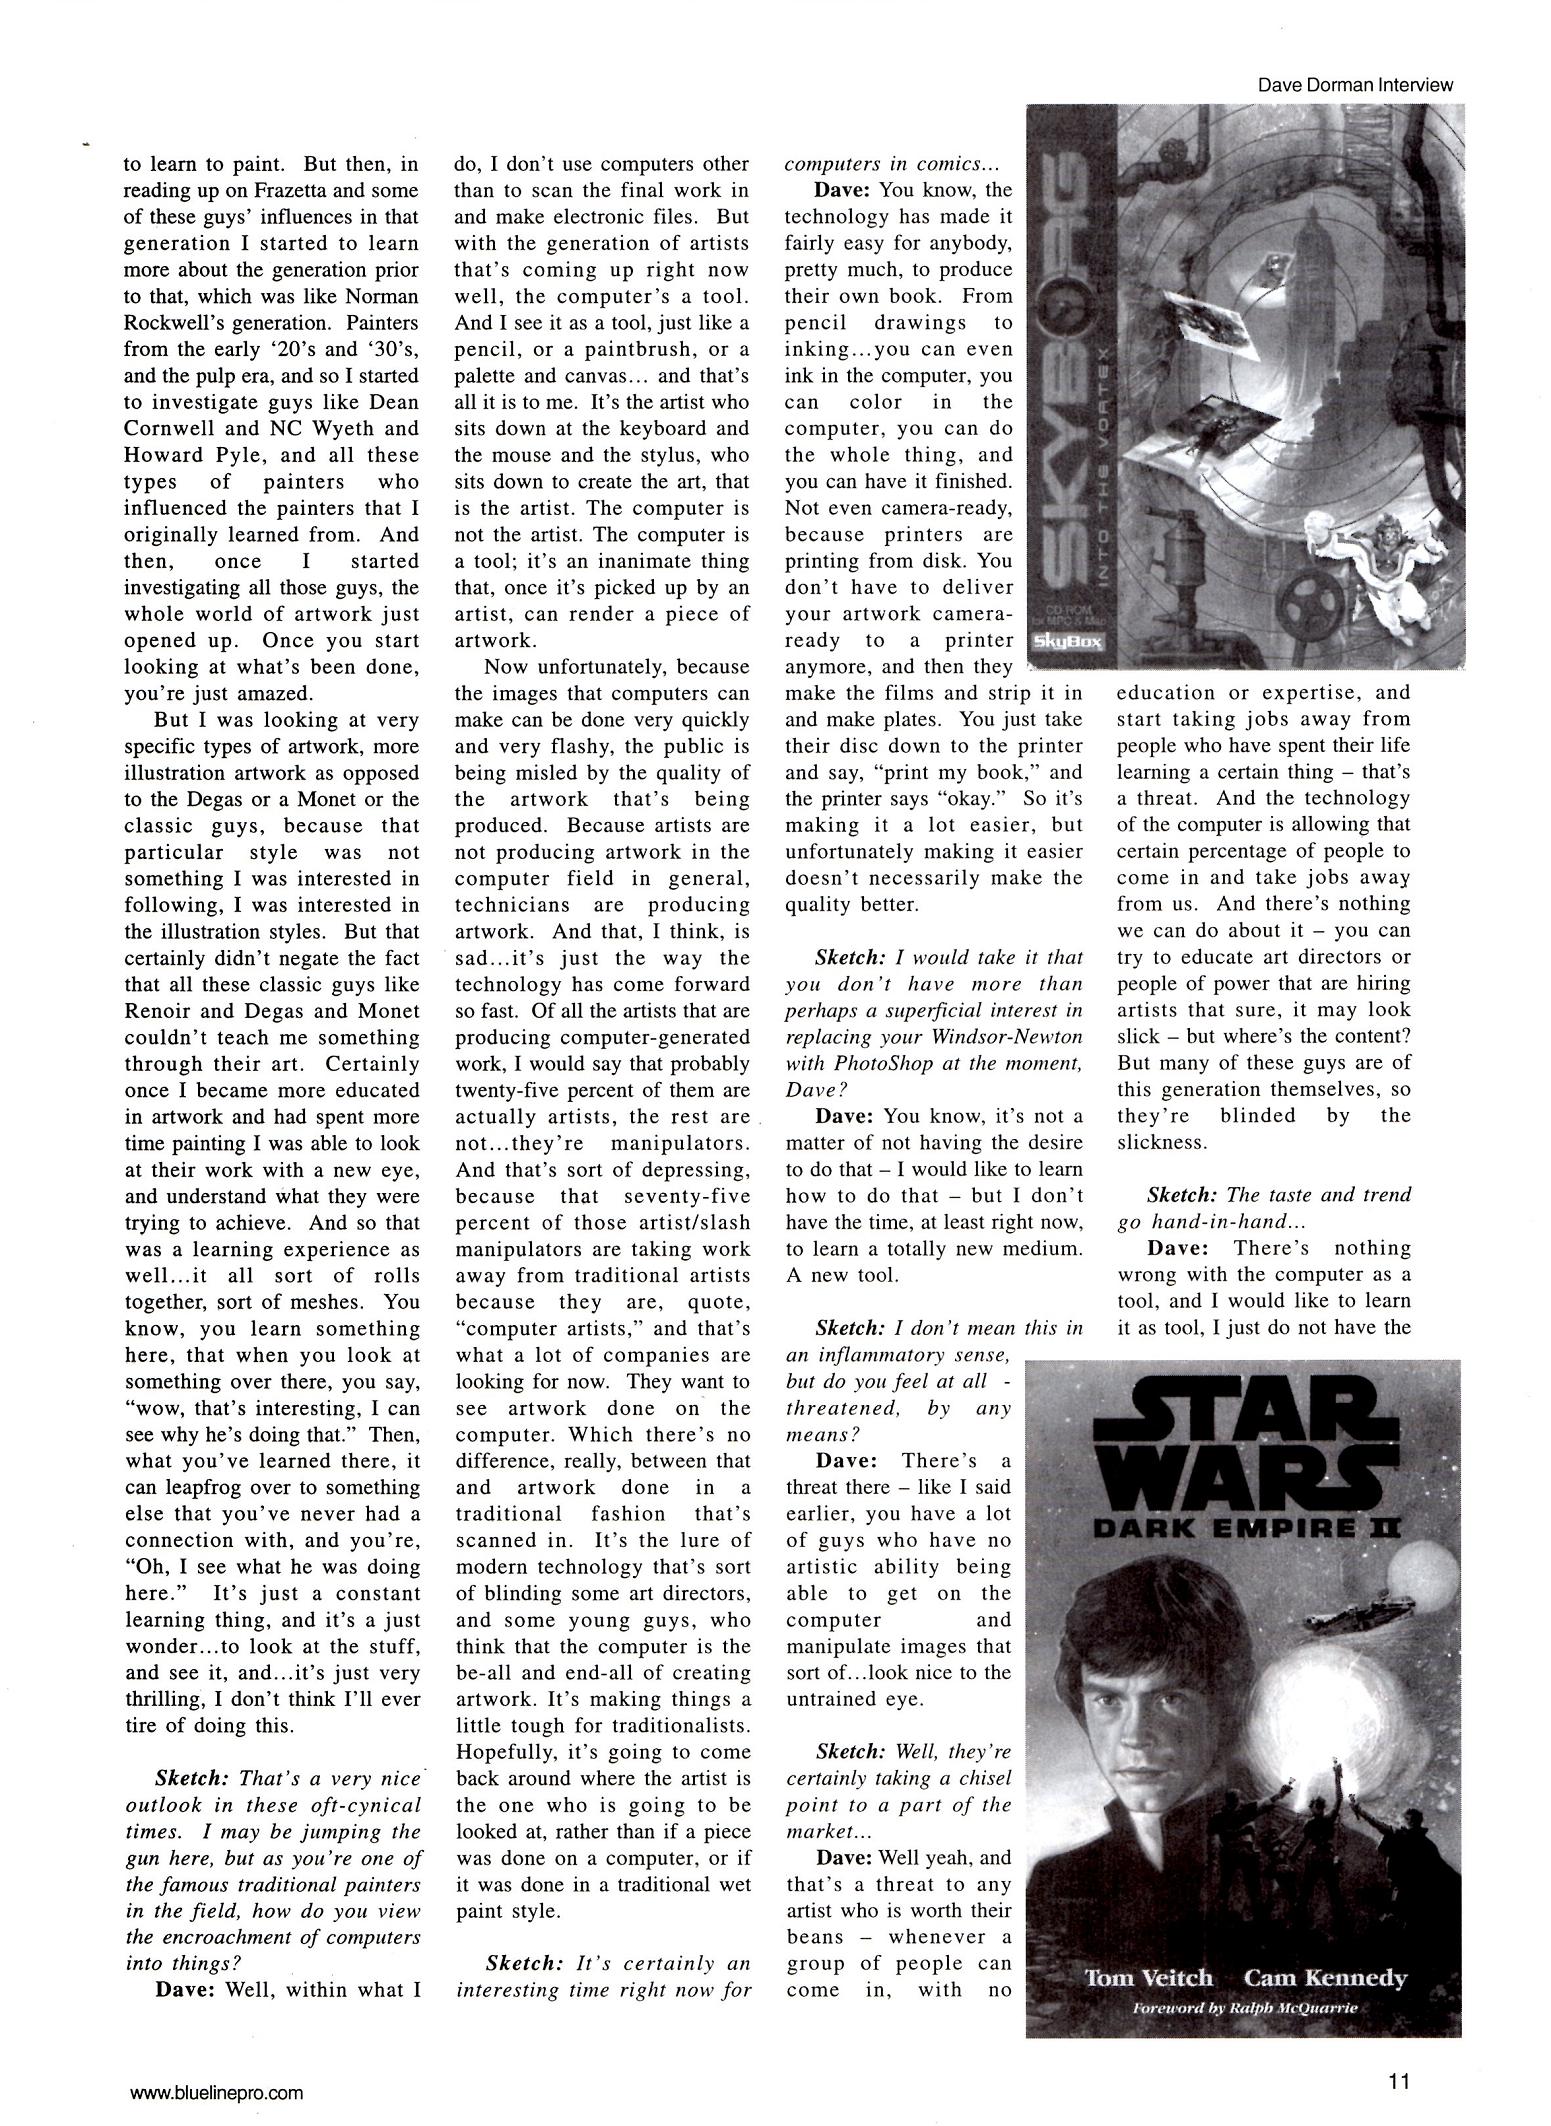 Dave Dorman Interview
to learn to paint.  But then, in
reading up on Frazetta and some
of these guys' influences in that
generation I started to learn
more about the generation prior
to that, which was like Norman
Rockwell's generation.  Painters
from the early ‘20's and ‘30's,
and the pulp era, and so I started
to investigate guys like Dean
Cornwell and NC Wyeth and
Howard Pyle, and all these
types of painters who
influenced the painters that I
originally learned from.  And
then, once I started
investigating all those guys, the
whole world of artwork just
opened up.  Once you start
looking at what's been done,
you're just amazed.
But I was looking at very
specific types of artwork, more
illustration artwork as opposed
to the Degas or a Monet or the
classic guys, because that
particular style was not
something I was interested in
following, I was interested in
the illustration styles.  But that
certainly didn't negate the fact
that all these classic guys like
Renoir and Degas and Monet
couldn't teach me something
through their art.  Certainly
once I became more educated
in artwork and had spent more
time painting I was able to look
at their work with a new eye,
and understand what they were
trying to achieve.  And so that
was a learning experience as
well...it all sort of rolls
together, sort of meshes.  You
know, you learn something
here, that when you look at
something over there, you say,
“wow, that's interesting, I can
see why he's doing that.”  Then,
what you've learned there, it
can leapfrog over to something
else that you've never had a
connection with, and you're,
“Oh, I see what he was doing
here.”  It's just a constant
learning thing, and it's a just
wonder...to look at the stuff,
and see it, and...it's just very
thrilling, I don't think I'll ever
tire of doing this.
Sketch: That's a very nice
outlook in these oft-cynical
times.  I may be jumping the
gun here, but as you're one of
the famous traditional painters
in the field, how do you view
the encroachment of computers
into things?
Dave: Well, within what I
do, I don't use computers other
than to scan the final work in
and make electronic files.  But
with the generation of artists
that's coming up right now
well, the computer's a tool.
And I see it as a tool, just like a
pencil, or a paintbrush, or a
palette and canvas... and that's
all it is to me.  It's the artist who
sits down at the keyboard and
the mouse and the stylus, who
sits down to create the art, that
is the artist. The computer is
not the artist. The computer is
a tool; it's an inanimate thing
that, once it's picked up by an
artist, can render a piece of
artwork.
Now unfortunately, because
the images that computers can
make can be done very quickly
and very flashy, the public is
being misled by the quality of
the artwork that's being
produced.  Because artists are
not producing artwork in the
computer field in general,
technicians are producing
artwork.  And that, I think, is
sad...it's just the way the
technology has come forward
so fast.  Of all the artists that are
producing computer-generated
work, I would say that probably
twenty-five percent of them are
actually artists, the rest are
not...they're manipulators.
And that's sort of depressing,
because that seventy-five
percent of those artist/slash
manipulators are taking work
away from traditional artists
because they are, quote,
“computer artists,” and that's
what a lot of companies are
looking for now.  They want to
see artwork done on the
computer. Which there's no
difference, really, between that
and artwork done in a
traditional fashion that's
scanned in.  It's the lure of
modern technology that's sort
of blinding some art directors,
and some young guys, who
think that the computer is the
be-all and end-all of creating
artwork. It's making things a
little tough for traditionalists.
Hopefully, it's going to come
back around where the artist is
the one who is going to be
looked at, rather than if a piece
was done on a computer, or if
it was done in a traditional wet
paint style.
Sketch: It's certainly an
interesting time right now for
computers in comics...
Dave: You know, the
technology has made it
fairly easy for anybody,
pretty much, to produce
their own book.  From
pencil drawings to
inking...you can even
ink in the computer, you
can color in the
computer, you can do
the whole thing, and
you can have it finished.
Not even camera-ready,
because printers are
printing from disk. You
don't have to deliver
your artwork camera-
ready to a printer
anymore, and then they
make the films and strip it in
and make plates.  You just take
their disc down to the printer
and say, “print my book,” and
the printer says “okay.”  So it's
making it a lot easier, but
unfortunately making it easier
doesn't necessarily make the
quality better.
Sketch: I would take it that
you don't have more than
perhaps a superficial interest in
replacing your Windsor-Newton
with PhotoShop at the moment,
Dave?
Dave: You know, it's not a
matter of not having the desire
to do that – I would like to learn
how to do that – but I don't
have the time, at least right now,
to learn a totally new medium.
A new tool.
Sketch: I don't mean this in
an inflammatory sense,
but do you feel at all -
threatened, by any
means?
Dave: There's a
threat there – like I said
earlier, you have a lot
of guys who have no
artistic ability being
able to get on the
computer and
manipulate images that
sort of...look nice to the
untrained eye.
Sketch: Well, they're
certainly taking a chisel
point to a part of the
market...
Dave: Well yeah, and
that's a threat to any
artist who is worth their
beans – whenever a
group of people can
come in, with no
SKYBORG
INTO THE VORTEX
CD ROM
for MPC & Mac
SkyBox
education or expertise, and
start taking jobs away from
people who have spent their life
learning a certain thing – that's
a threat.  And the technology
of the computer is allowing that
certain percentage of people to
come in and take jobs away
from us.  And there's nothing
we can do about it – you can
try to educate art directors or
people of power that are hiring
artists that sure, it may look
slick – but where's the content?
But many of these guys are of
this generation themselves, so
they're blinded by the
slickness.
Sketch: The taste and trend
go hand-in-hand...
Dave: There's nothing
wrong with the computer as a
tool, and I would like to learn
it as tool, I just do not have the
STAR
WARS
DARK EMPIRE II
Tom Veitch Cam Kennedy
Foreword by Ralph McQuarrie
www.bluelinepro.com
11